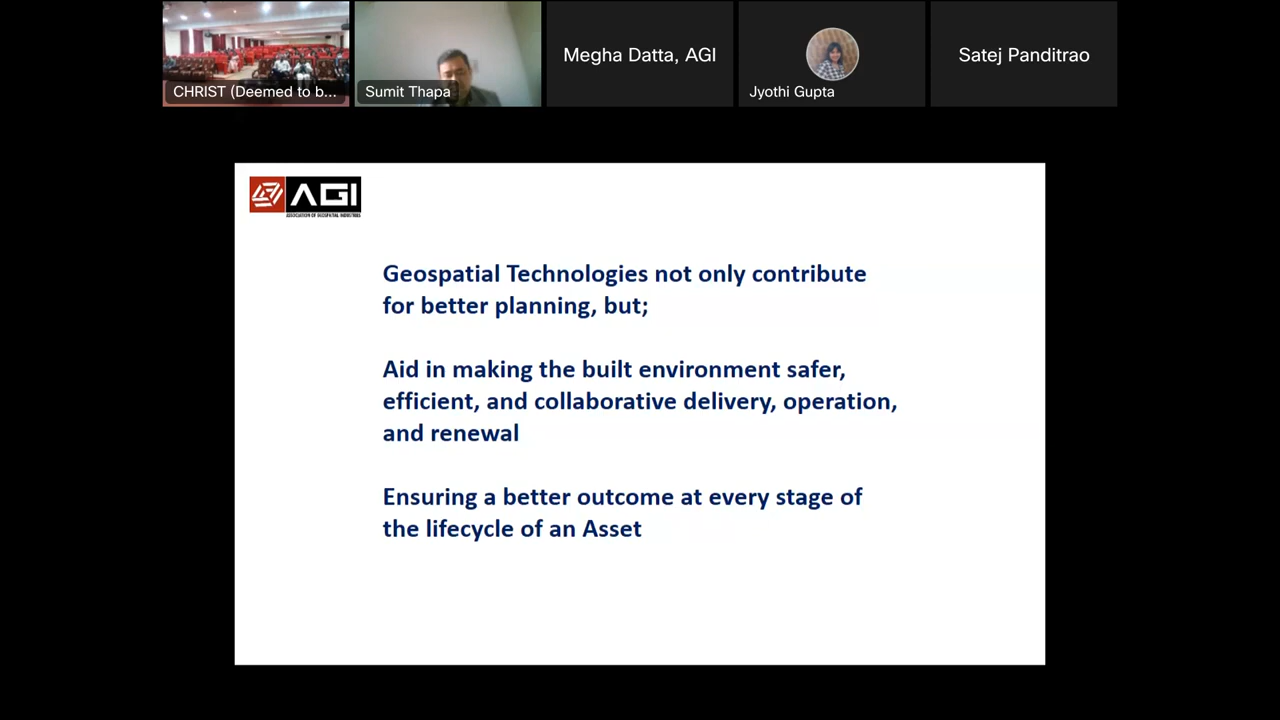 CHRIST (Deemed to b...
Sumit Thapa
Megha Datta, AGI
Jyothi Gupta
Satej Panditrao
AGI
ASSOCIATION OF GEOSPATIAL INDUSTRIES
Geospatial Technologies not only contribute
for better planning, but;
Aid in making the built environment safer,
efficient, and collaborative delivery, operation,
and renewal
Ensuring a better outcome at every stage of
the lifecycle of an Asset